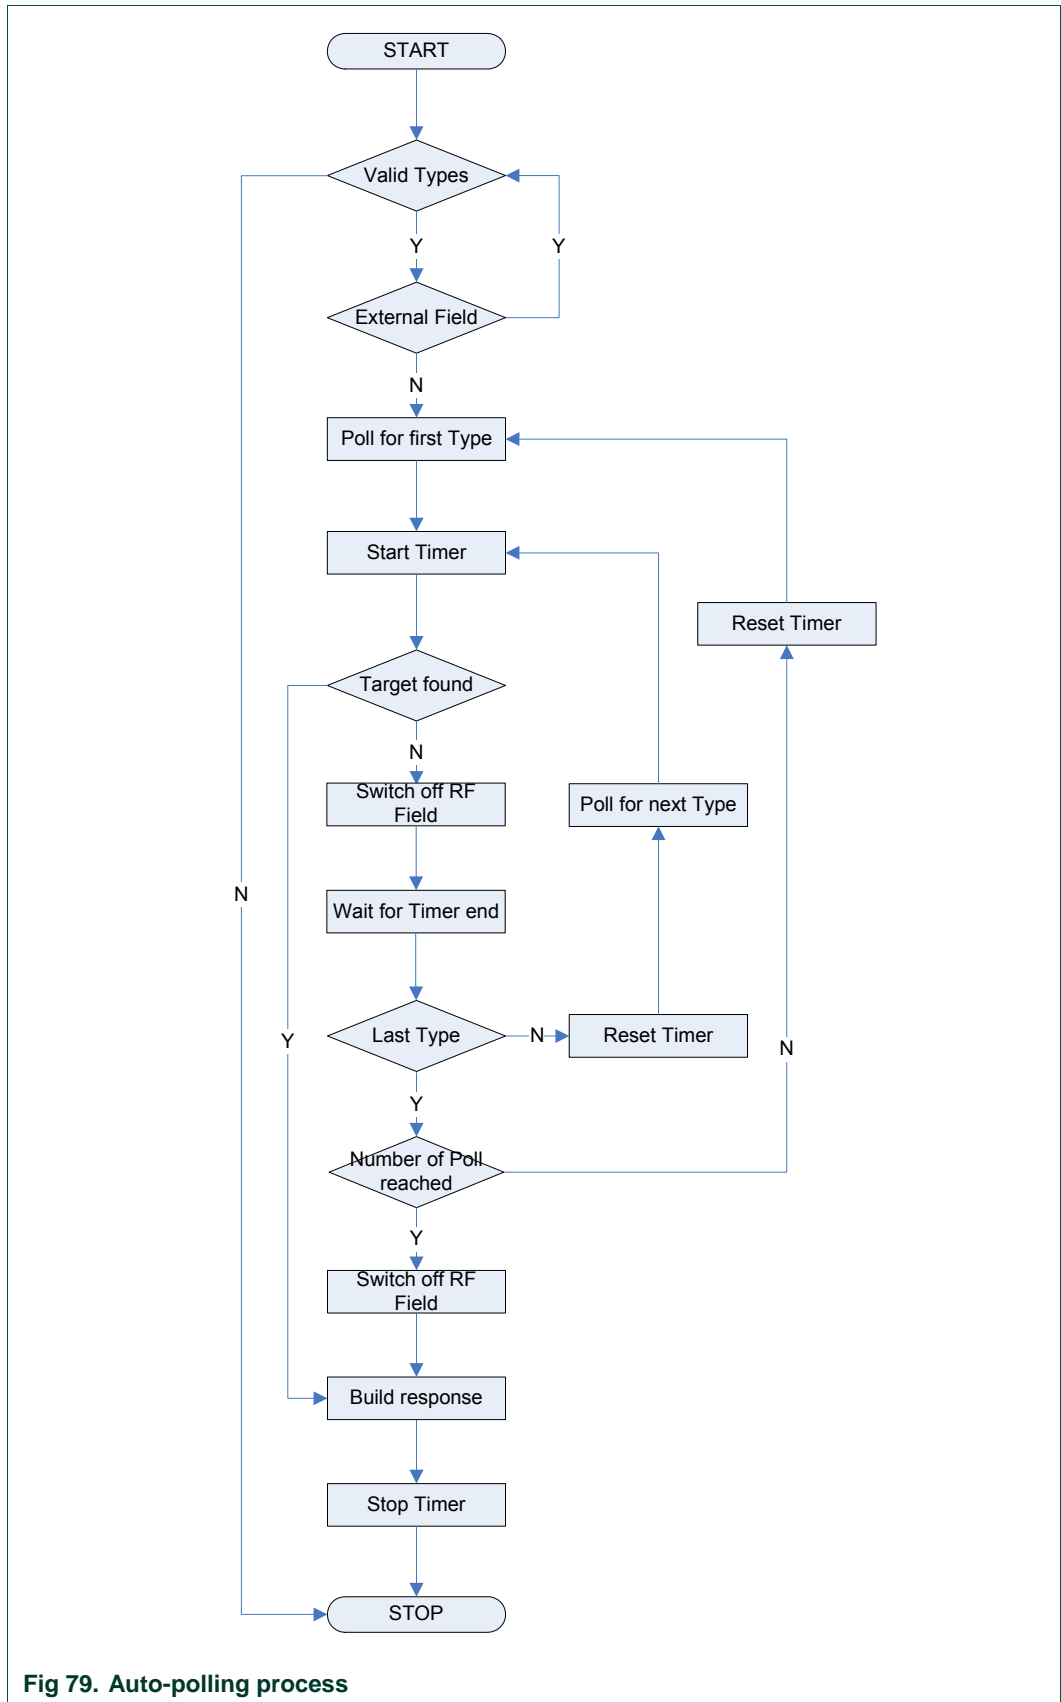 START
Valid Types
Y
Y
External Field
N
Poll for first Type
Start Timer
Reset Timer
Target found
N
Switch off RF
Field
Poll for next Type
N
Wait for Timer end
Last Type
N
Reset Timer
Y
N
Y
Number of Poll
reached
Y
Switch off RF
Field
Build response
Stop Timer
STOP
Fig 79. Auto-polling process